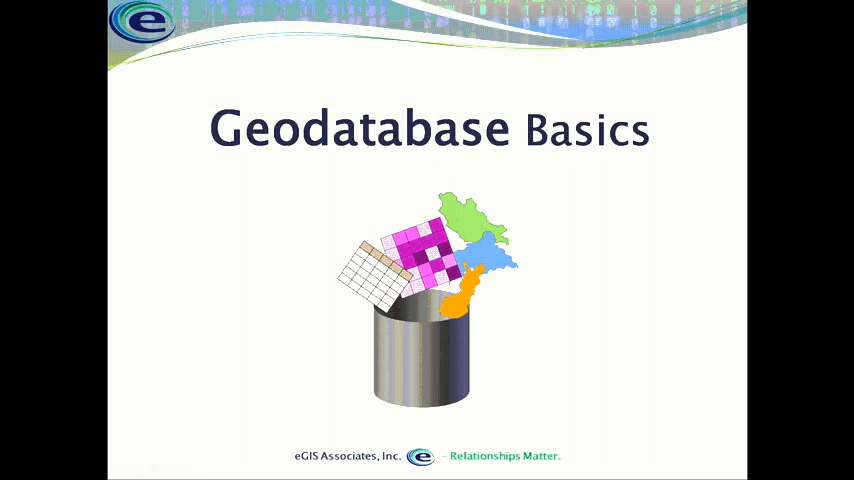 e
Geodatabase Basics
eGIS Associates, Inc. e - Relationships Matter.